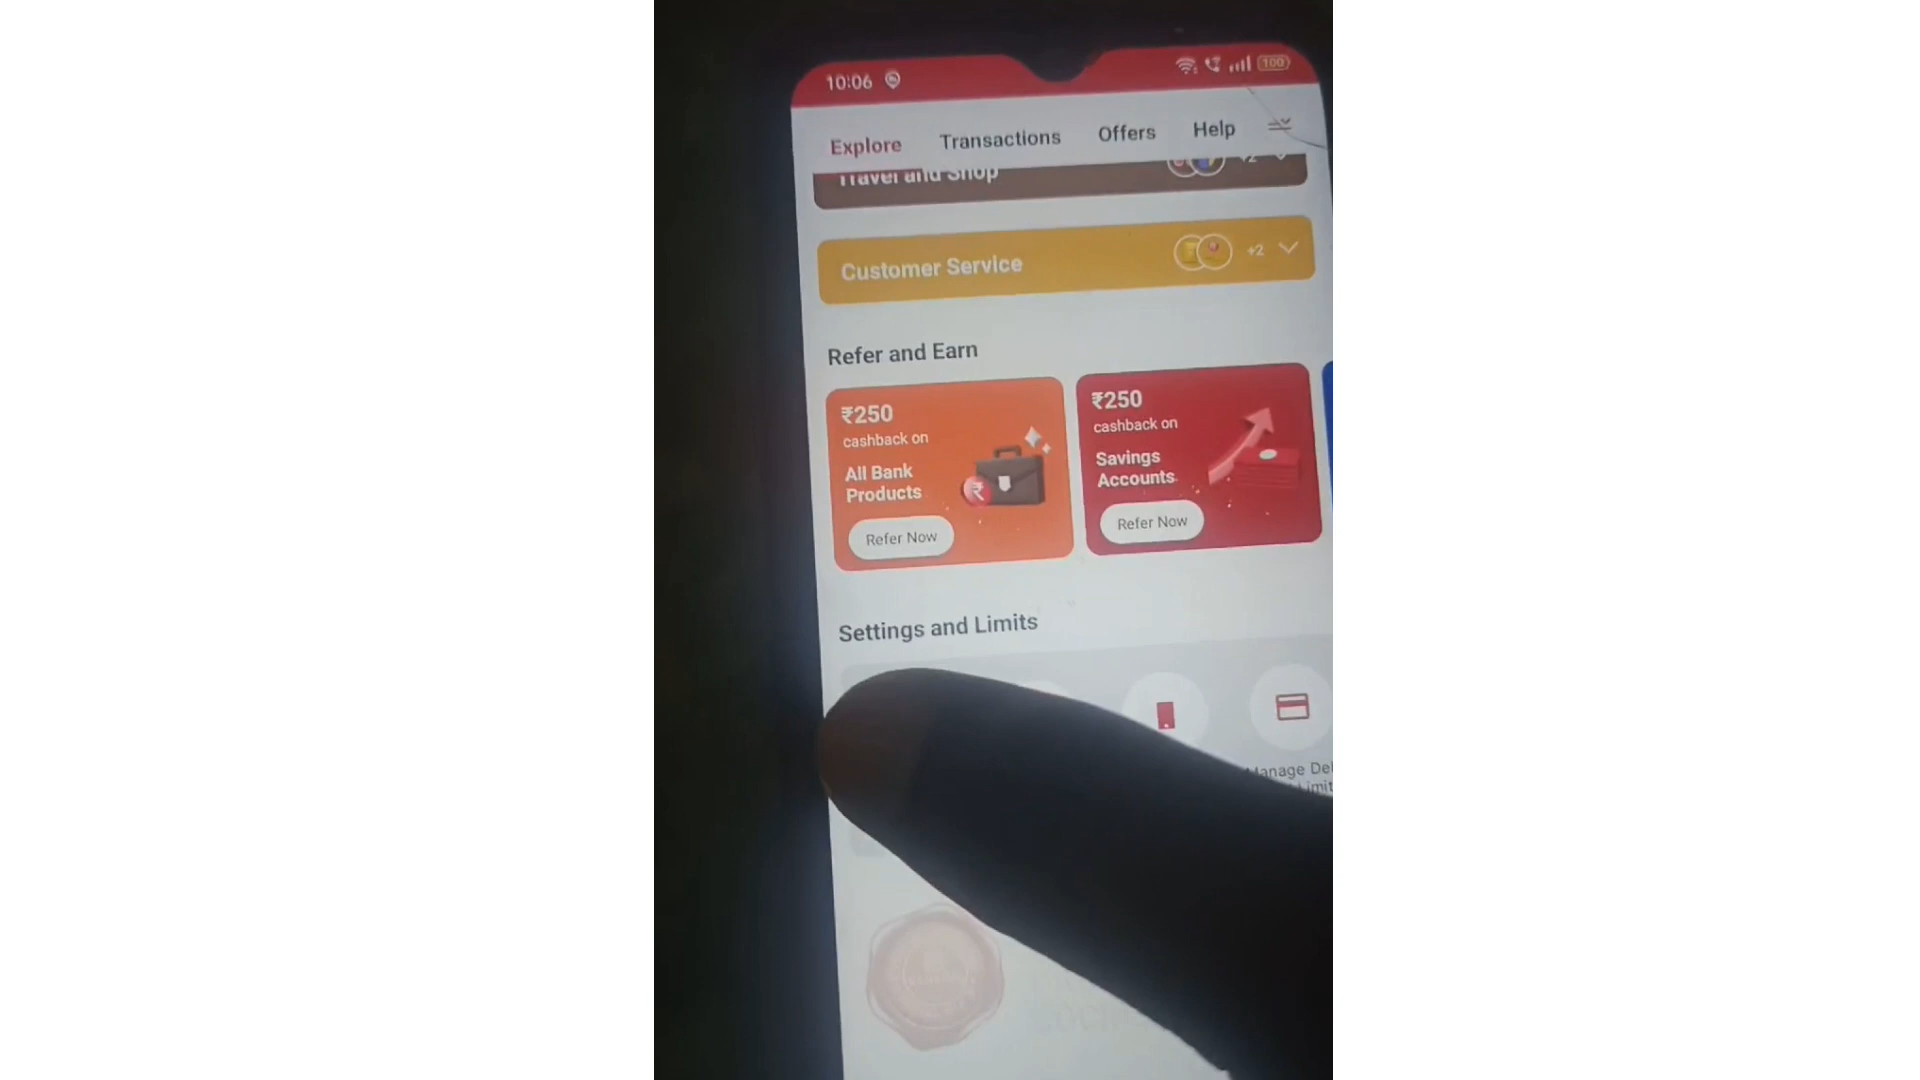 10:06
100
Explore Transactions Offers Help
Travel and Shop +2
Customer Service +2
Refer and Earn
₹250
cashback on
All Bank
Products
Refer Now
₹250
cashback on
Savings
Accounts
Refer Now
Settings and Limits
Manage De
Limit